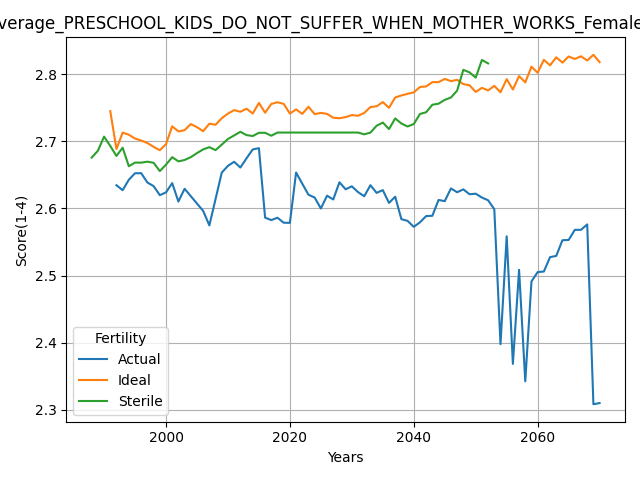 verage_PRESCHOOL_KIDS_DO_NOT_SUFFER_WHEN_MOTHER_WORKS_Female
2.8
2.7
2.6
2.5
2.4
2.3
Score(1-4)
Fertility
Actual
Ideal
Sterile
2000 2020 2040 2060
Years